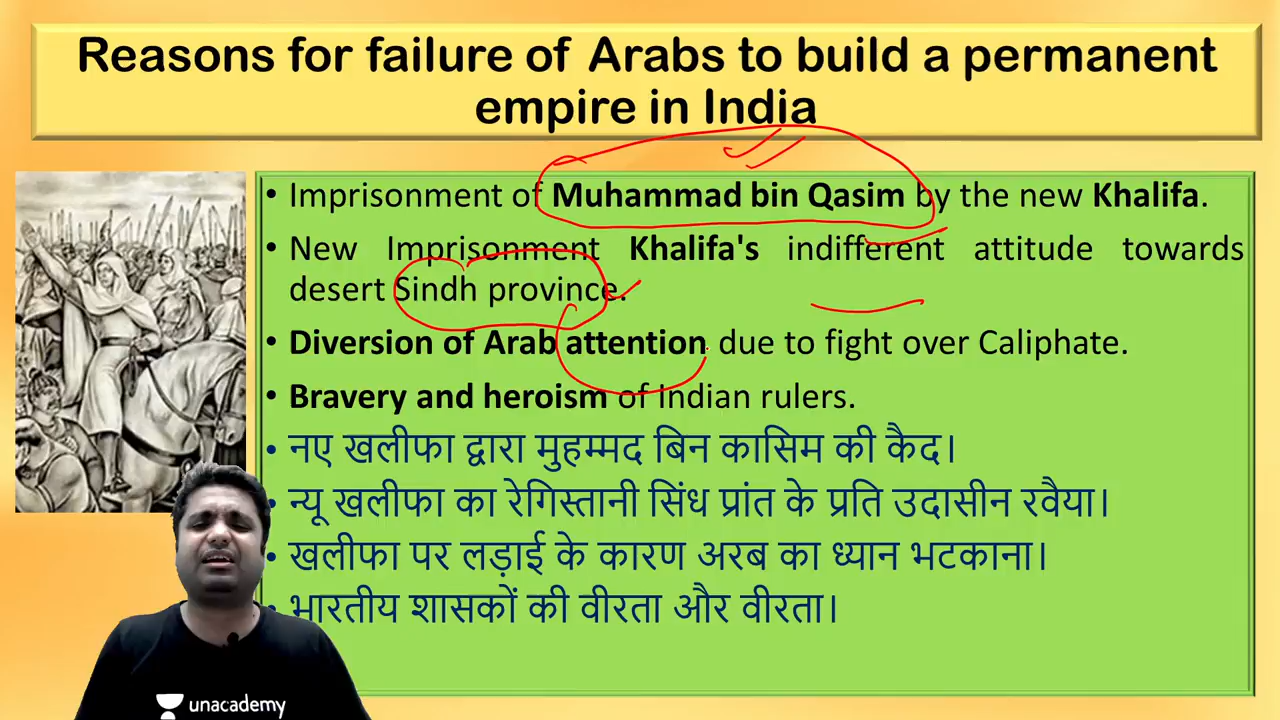 Reasons for failure of Arabs to build a permanent
empire in India
• Imprisonment of Muhammad bin Qasim by the new Khalifa.
• New Imprisonment Khalifa's indifferent attitude towards
desert Sindh province.
• Diversion of Arab attention due to fight over Caliphate.
• Bravery and heroism of Indian rulers.
• नए खलीफा द्वारा मुहम्मद बिन कासिम की कैद।
• न्यू खलीफा का रेगिस्तानी सिंध प्रांत के प्रति उदासीन रवैया।
• खलीफा पर लड़ाई के कारण अरब का ध्यान भटकाना।
• भारतीय शासकों की वीरता और वीरता।
unacademy